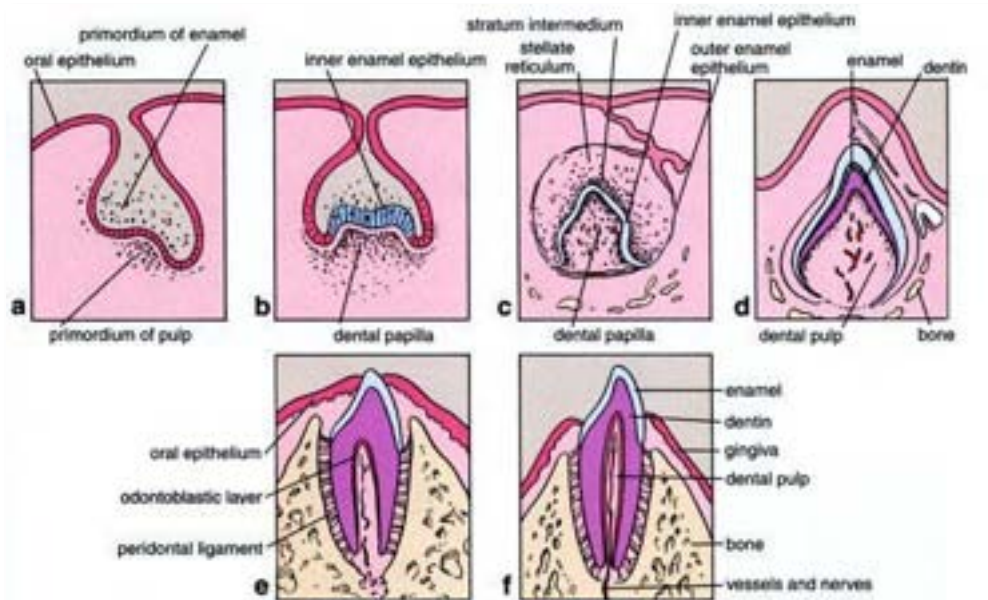 primordium of enamel
oral epithelium
a
primordium of pulp
inner enamel epithelium
b
dental papilla
stratum intermedium
inner enamel epithelium
stellate
reticulum
outer enamel
epithelium
c
dental papilla
enamel
dentin
d
dental pulp
bone
oral epithelium
odontoblastic layer
peridontal ligament
e
enamel
dentin
gingiva
dental pulp
bone
f
vessels and nerves